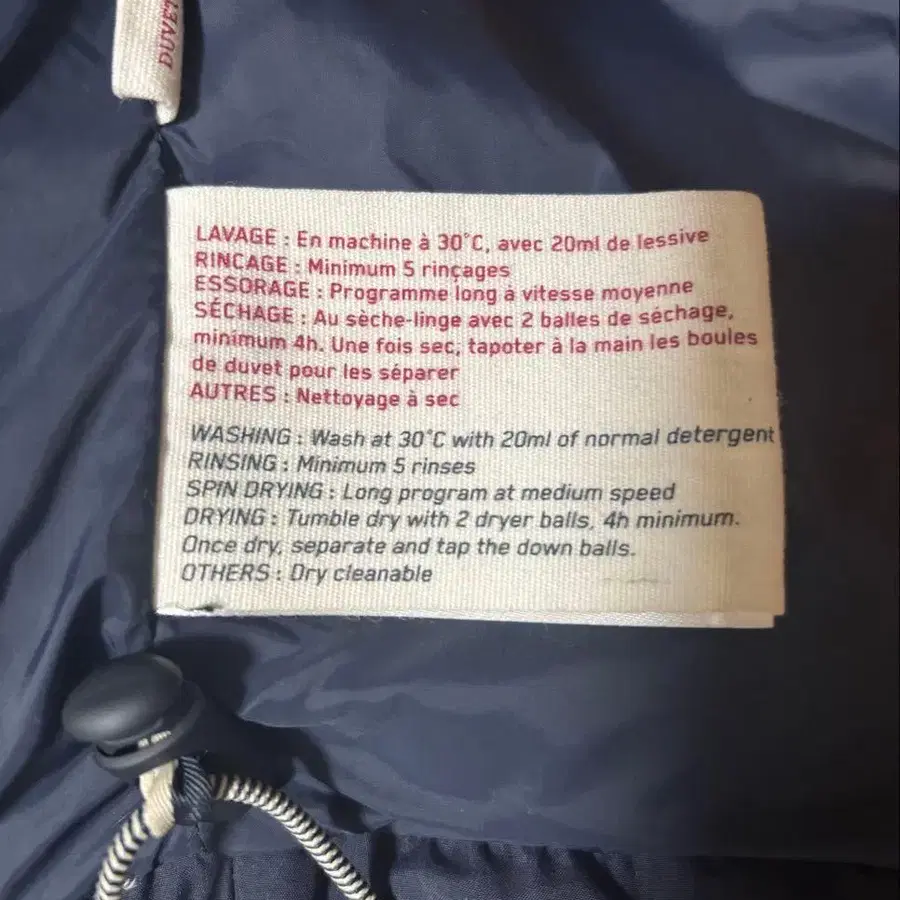 DUVET
LAVAGE : En machine à 30°C, avec 20ml de lessive
RINCAGE : Minimum 5 rinçages
ESSORAGE : Programme long à vitesse moyenne
SÉCHAGE : Au sèche-linge avec 2 balles de séchage,
minimum 4h. Une fois sec, tapoter à la main les boules
de duvet pour les séparer
AUTRES : Nettoyage à sec
WASHING : Wash at 30°C with 20ml of normal detergent
RINSING : Minimum 5 rinses
SPIN DRYING : Long program at medium speed
DRYING : Tumble dry with 2 dryer balls, 4h minimum.
Once dry, separate and tap the down balls.
OTHERS : Dry cleanable